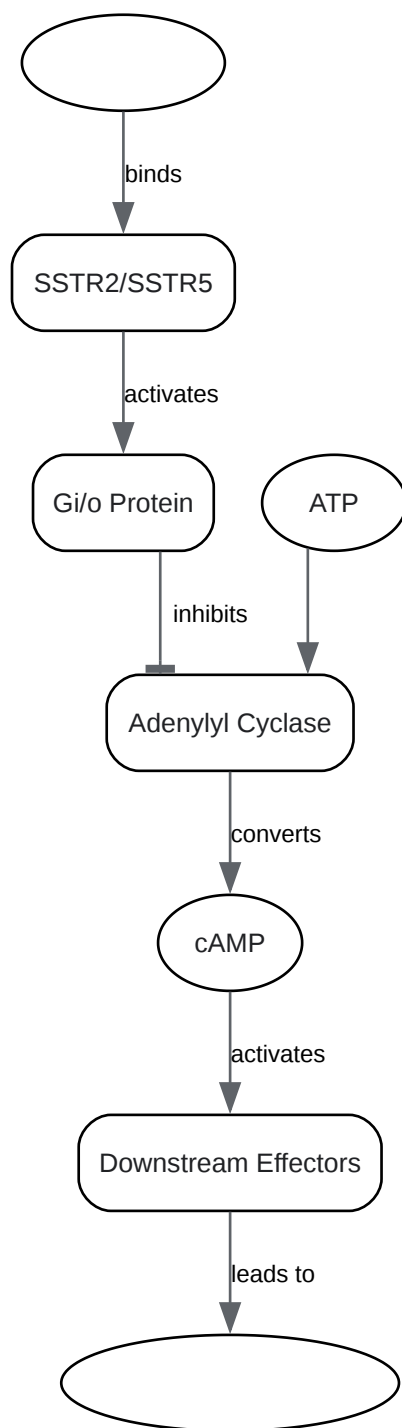 binds
SSTR2/SSTR5
activates
Gi/o Protein
ATP
inhibits
Adenylyl Cyclase
converts
cAMP
activates
Downstream Effectors
leads to